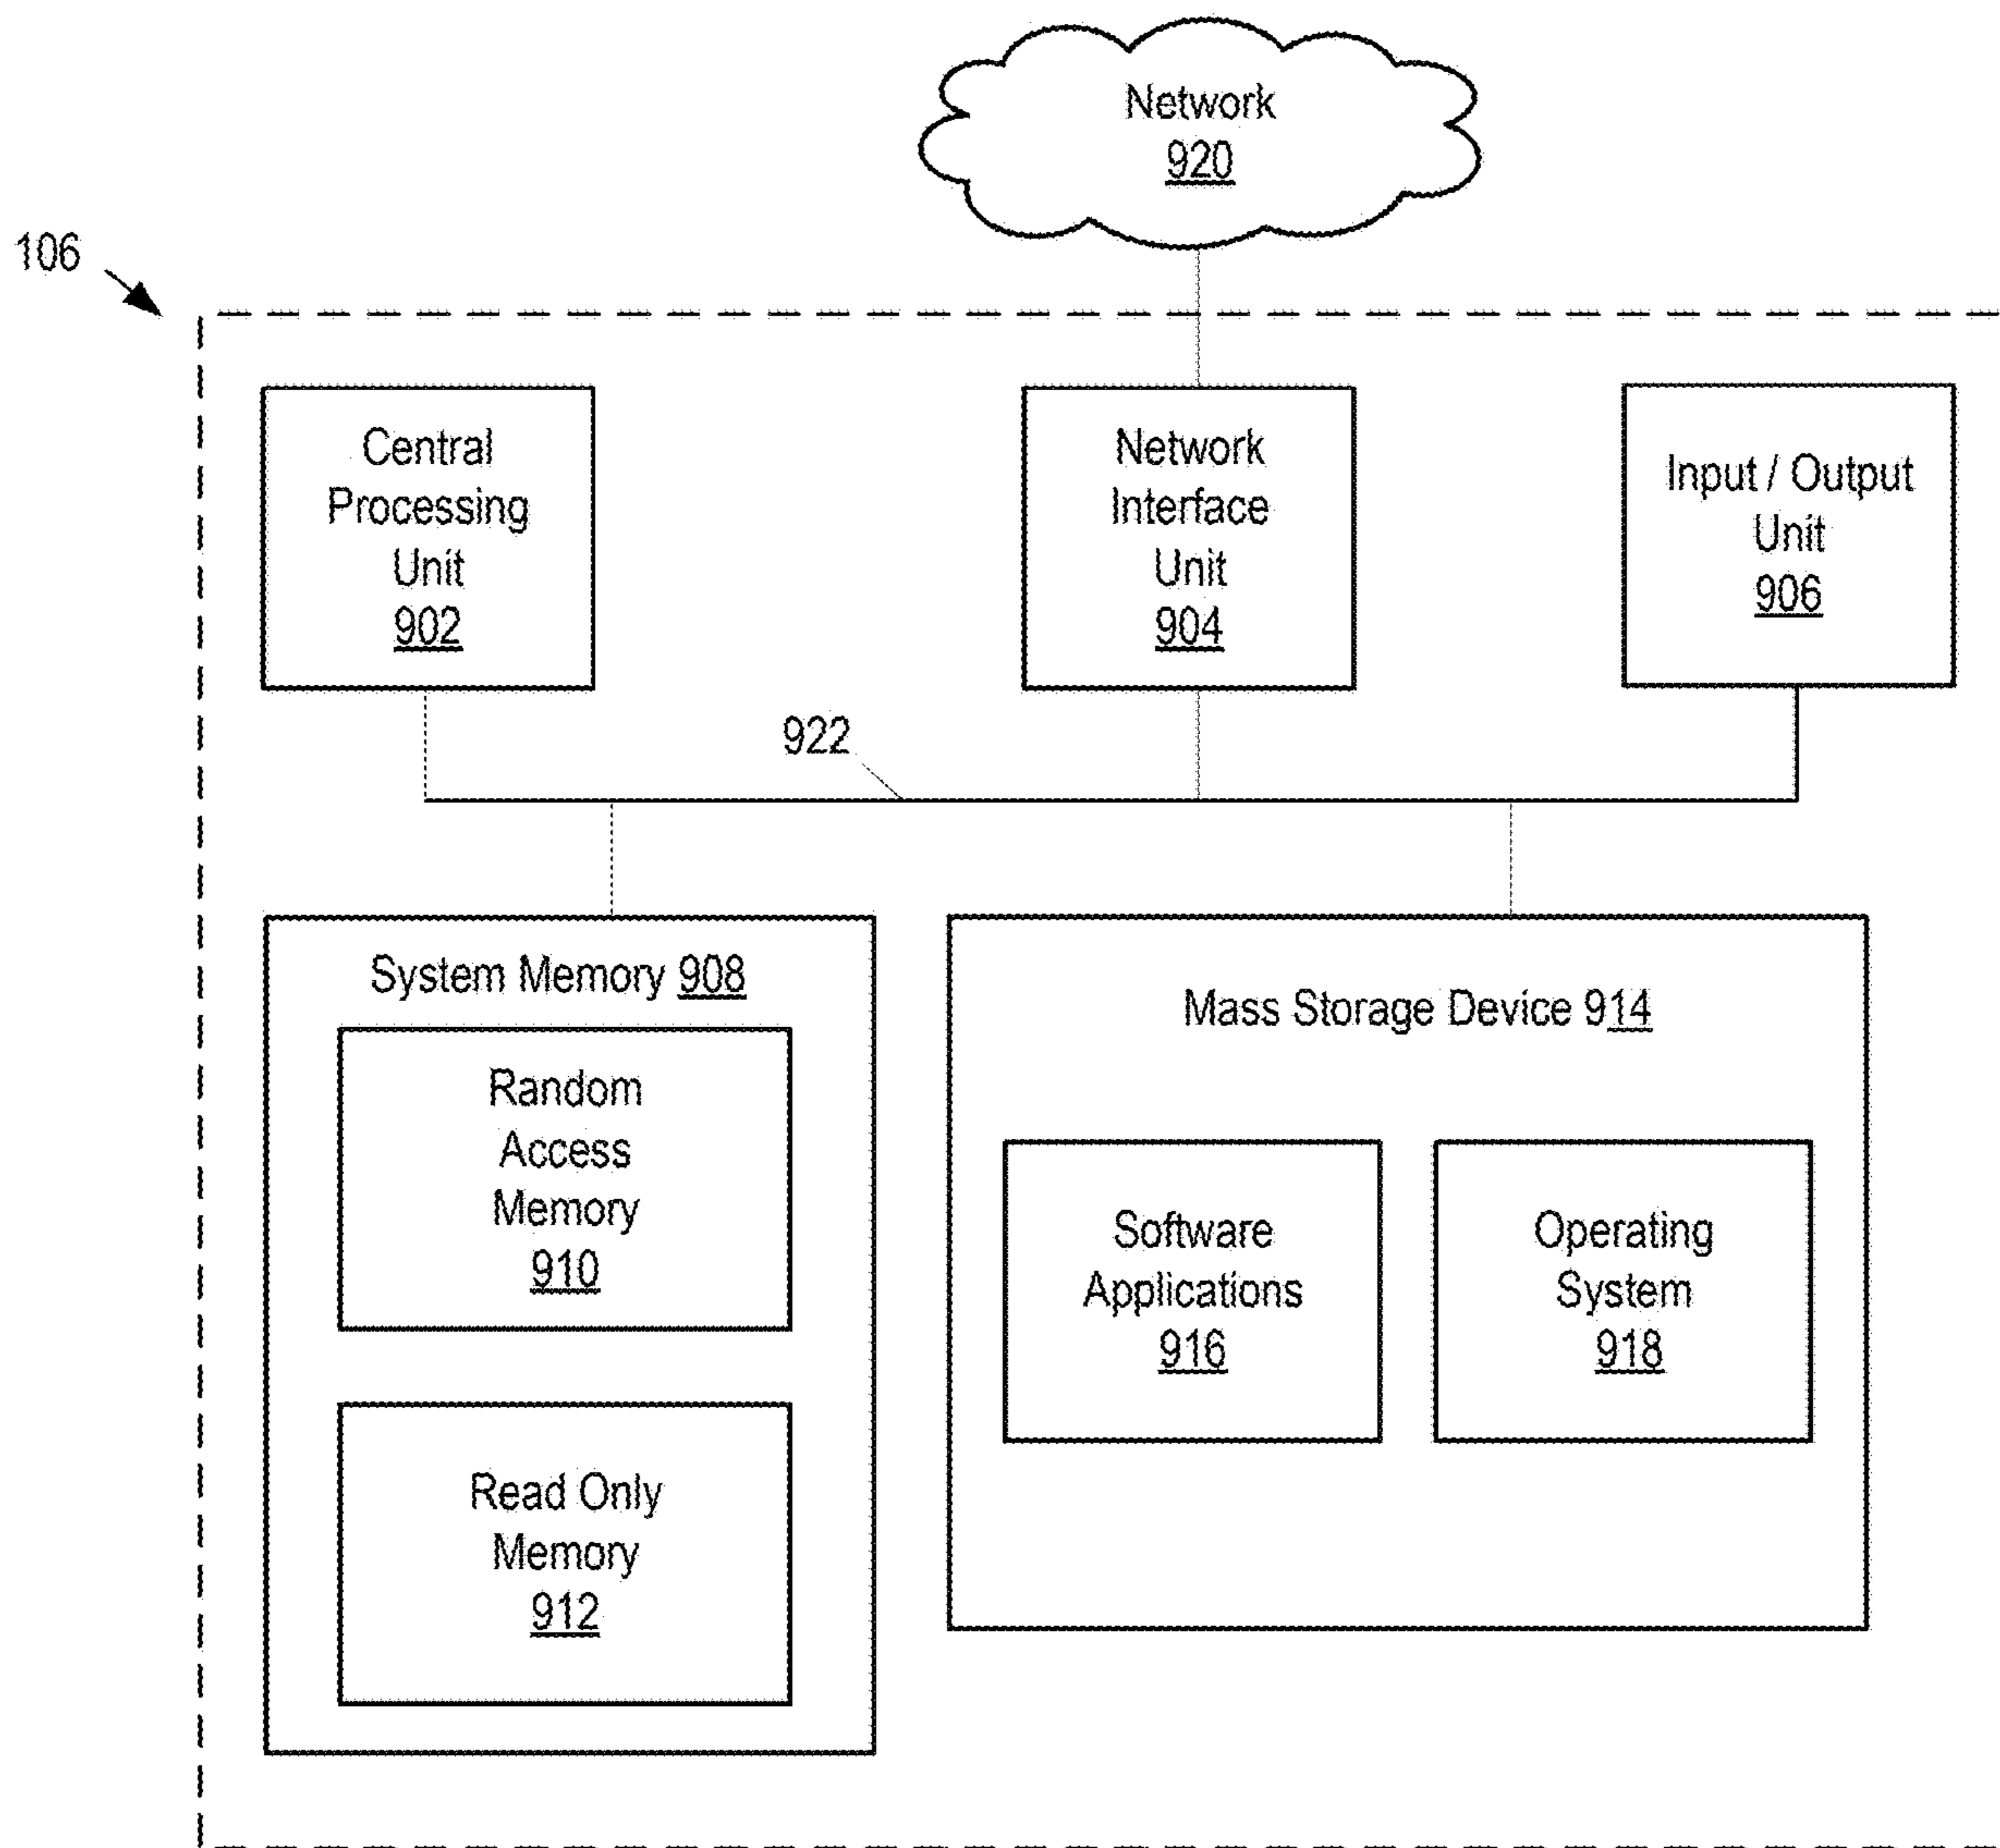 Network
920
106
Central
Processing
Unit
902
Network
Interface
Unit
904
Input / Output
Unit
906
922
System Memory 908
Random
Access
Memory
910
Read Only
Memory
912
Mass Storage Device 914
Software
Applications
916
Operating
System
918